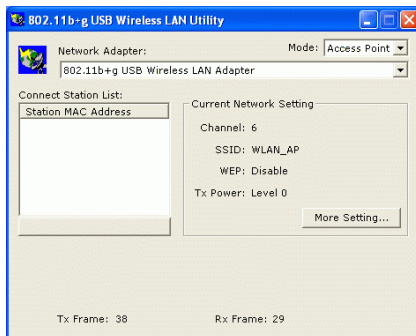 802.11b+g USB Wireless LAN Utility
Network Adapter:
Mode: Access Point
802.11b+g USB Wireless LAN Adapter
Connect Station List:
Station MAC Address
Current Network Setting
Channel: 6
SSID: WLAN_AP
WEP: Disable
Tx Power: Level 0
More Setting...
Tx Frame: 38
Rx Frame: 29